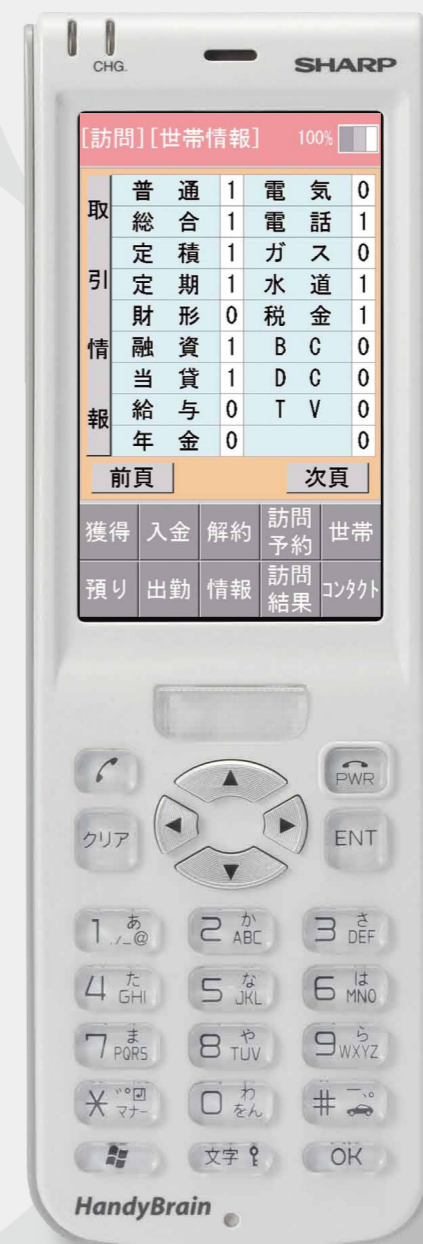 CHG.
SHARP
[訪問][世帯情報] 100%
取引情報
普通 1 電気 0
総合 1 電話 1
定積 1 ガス 0
定期 1 水道 1
財形 0 税金 1
融資 1 BC 0
当貸 1 DC 0
給与 0 TV 0
年金 0 0
前頁 次頁
獲得 入金 解約 訪問予約 世帯
預り 出勤 情報 訪問結果 コンタクト
PWR
クリア ENT
1 あ ./_@ 2 か ABC 3 さ DEF
4 た GHI 5 な JKL 6 は MNO
7 ま PQRS 8 や TUV 9 ら WXYZ
* ゛゜ マナー 0 わをん # ー、。
文字 OK
HandyBrain